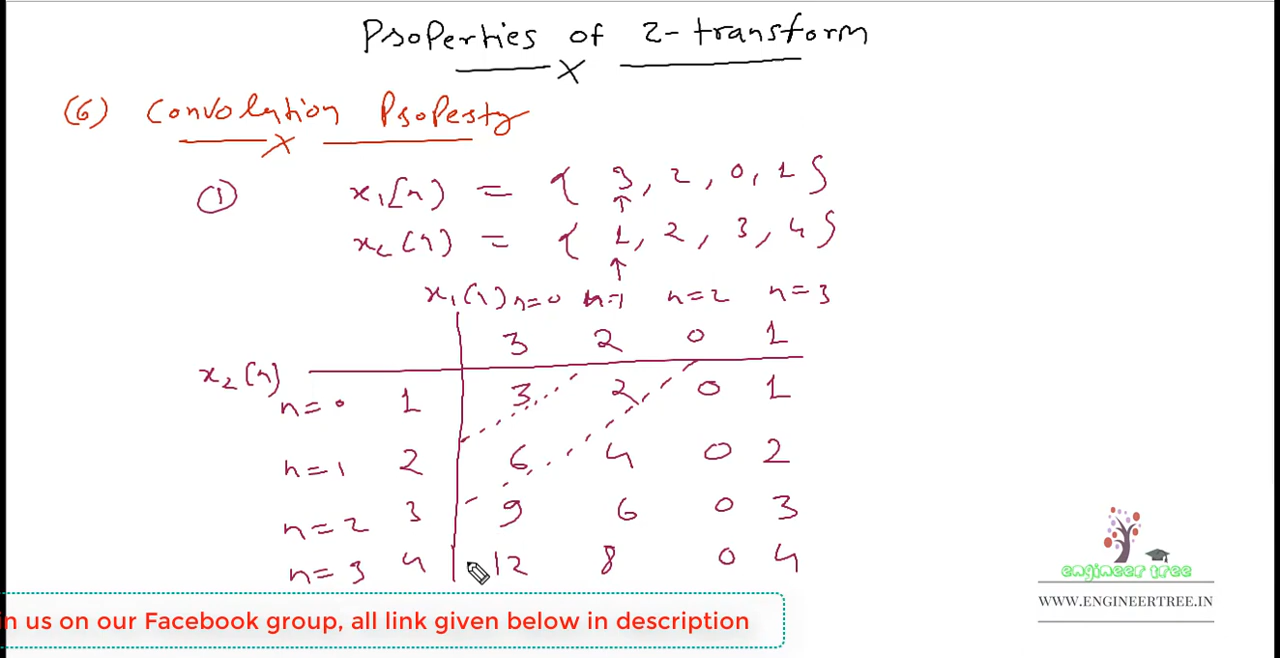 Properties of Z-transform
X
(6) Convolution Property
X
① x₁[n) = { 3, 2, 0, 1 }
↑
x₂(n) = { 1, 2, 3, 4 }
↑
x₁(n) n=0 n=1 n=2 n=3
3 2 0 1
x₂(n)
n=0 1 3 2 0 1
n=1 2 6 4 0 2
n=2 3 9 6 0 3
n=3 4 12 8 0 4
engineer tree
WWW.ENGINEERTREE.IN
in us on our Facebook group, all link given below in description